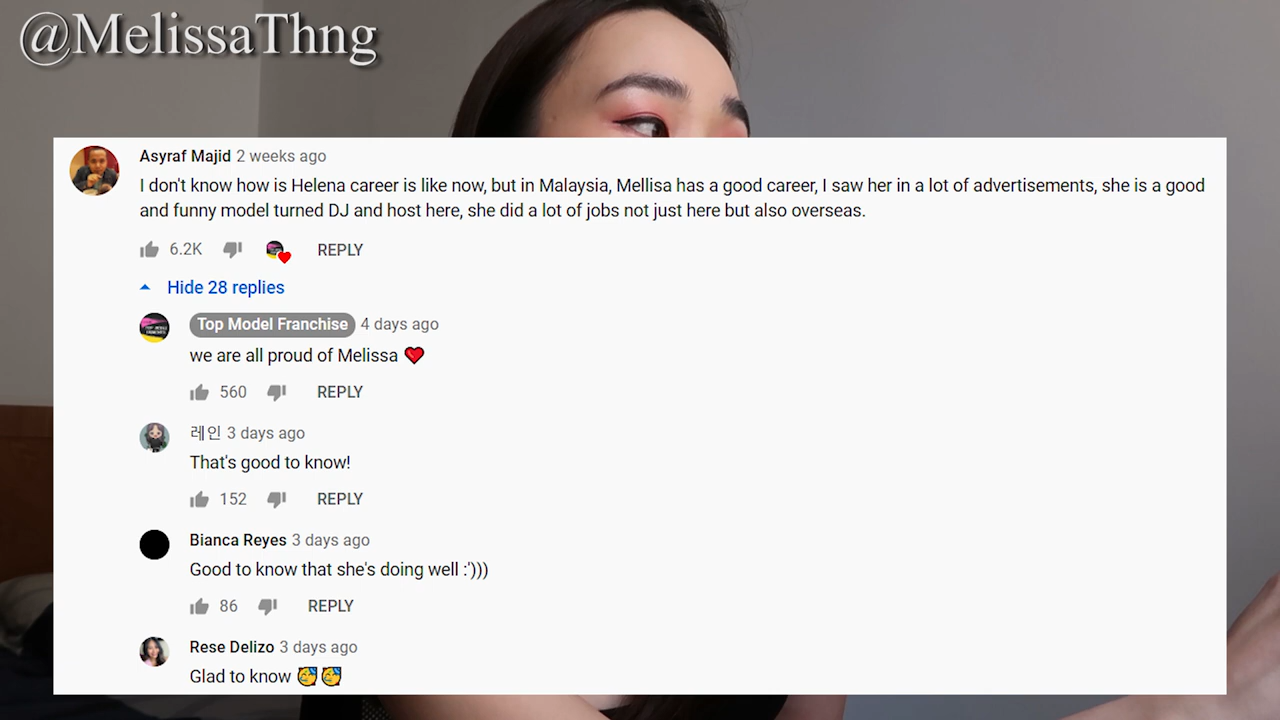 @MelissaThng
Asyraf Majid 2 weeks ago
I don't know how is Helena career is like now, but in Malaysia, Mellisa has a good career, I saw her in a lot of advertisements, she is a good
and funny model turned DJ and host here, she did a lot of jobs not just here but also overseas.
6.2K REPLY
Hide 28 replies
Top Model Franchise 4 days ago
we are all proud of Melissa ❤️
560 REPLY
레인 3 days ago
That's good to know!
152 REPLY
Bianca Reyes 3 days ago
Good to know that she's doing well :')))
86 REPLY
Rese Delizo 3 days ago
Glad to know 🥳🥳